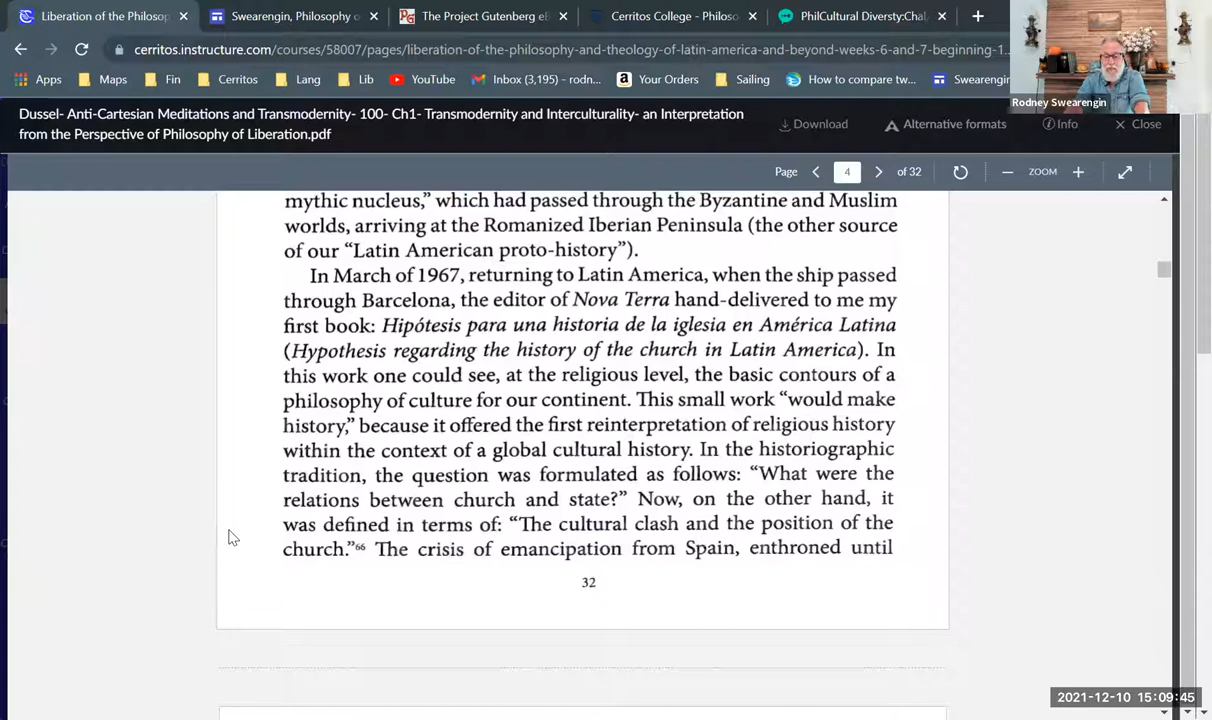 Liberation of the Philosop
Swearengin, Philosophy o
The Project Gutenberg eB
Cerritos College - Philoso
PhilCultural Diversty:Chal
cerritos.instructure.com/courses/58007/pages/liberation-of-the-philosophy-and-theology-of-latin-america-and-beyond-weeks-6-and-7-beginning-1...
Apps Maps Fin Cerritos Lang Lib YouTube Inbox (3,195) - rodn... Your Orders Sailing How to compare tw... Swearengin
Rodney Swearengin
Dussel- Anti-Cartesian Meditations and Transmodernity- 100- Ch1- Transmodernity and Interculturality- an Interpretation
from the Perspective of Philosophy of Liberation.pdf
Download Alternative formats Info Close
Page 4 of 32 ZOOM
mythic nucleus,” which had passed through the Byzantine and Muslim
worlds, arriving at the Romanized Iberian Peninsula (the other source
of our “Latin American proto-history”).
In March of 1967, returning to Latin America, when the ship passed
through Barcelona, the editor of Nova Terra hand-delivered to me my
first book: Hipótesis para una historia de la iglesia en América Latina
(Hypothesis regarding the history of the church in Latin America). In
this work one could see, at the religious level, the basic contours of a
philosophy of culture for our continent. This small work “would make
history,” because it offered the first reinterpretation of religious history
within the context of a global cultural history. In the historiographic
tradition, the question was formulated as follows: “What were the
relations between church and state?” Now, on the other hand, it
was defined in terms of: “The cultural clash and the position of the
church.”66 The crisis of emancipation from Spain, enthroned until
32
2021-12-10 15:09:45